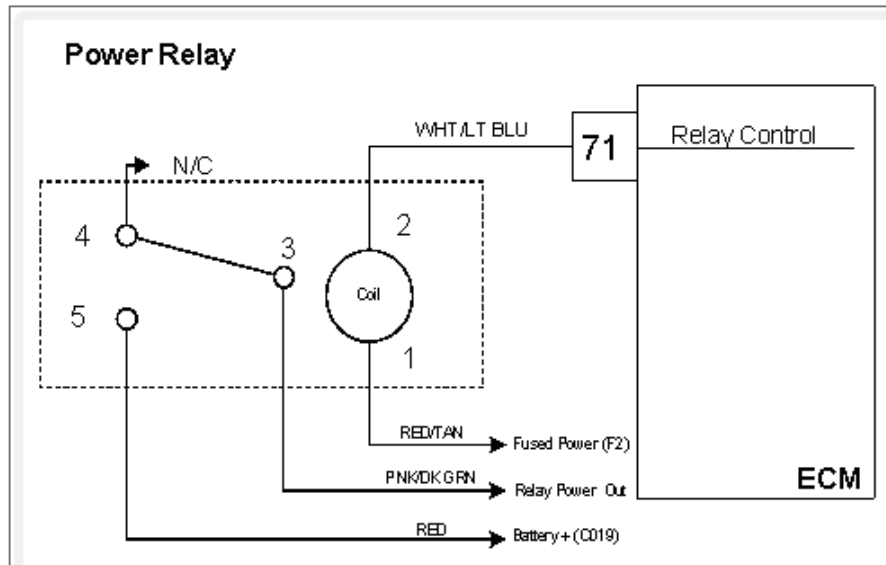 Power Relay
WHT/LT BLU
71
Relay Control
N/C
4
3
2
5
Coil
1
RED/TAN
Fused Power (F2)
PNK/DK GRN
Relay Power Out
ECM
RED
Battery + (C019)